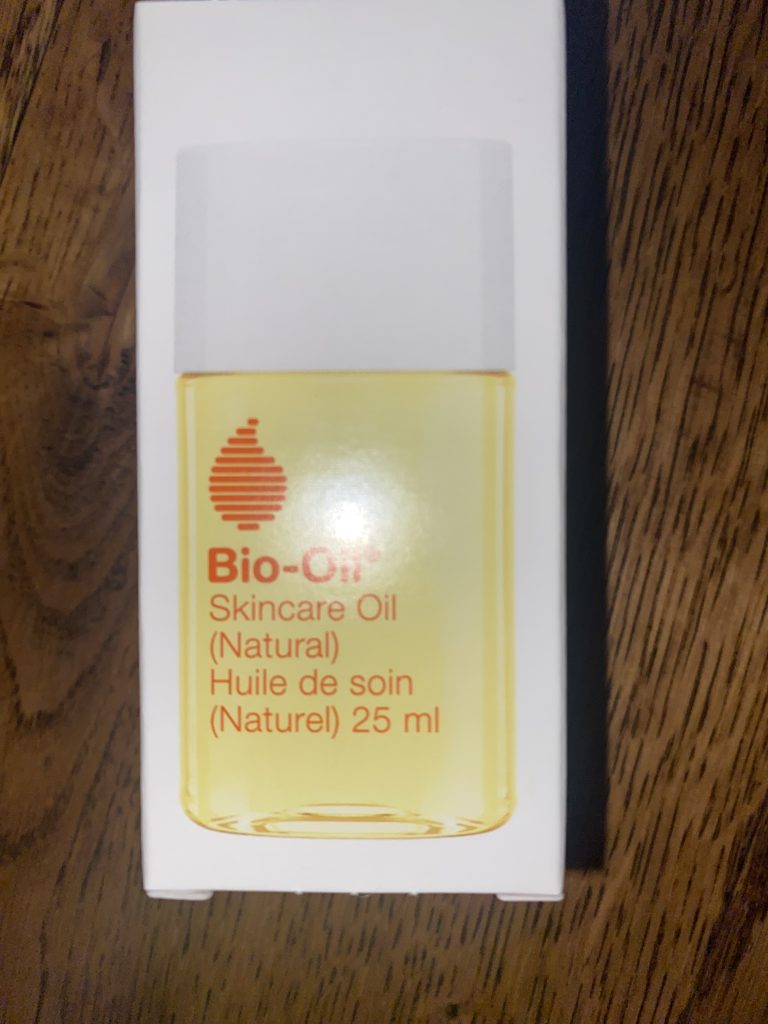 Bio-Oil®
Skincare Oil
(Natural)
Huile de soin
(Naturel) 25 ml